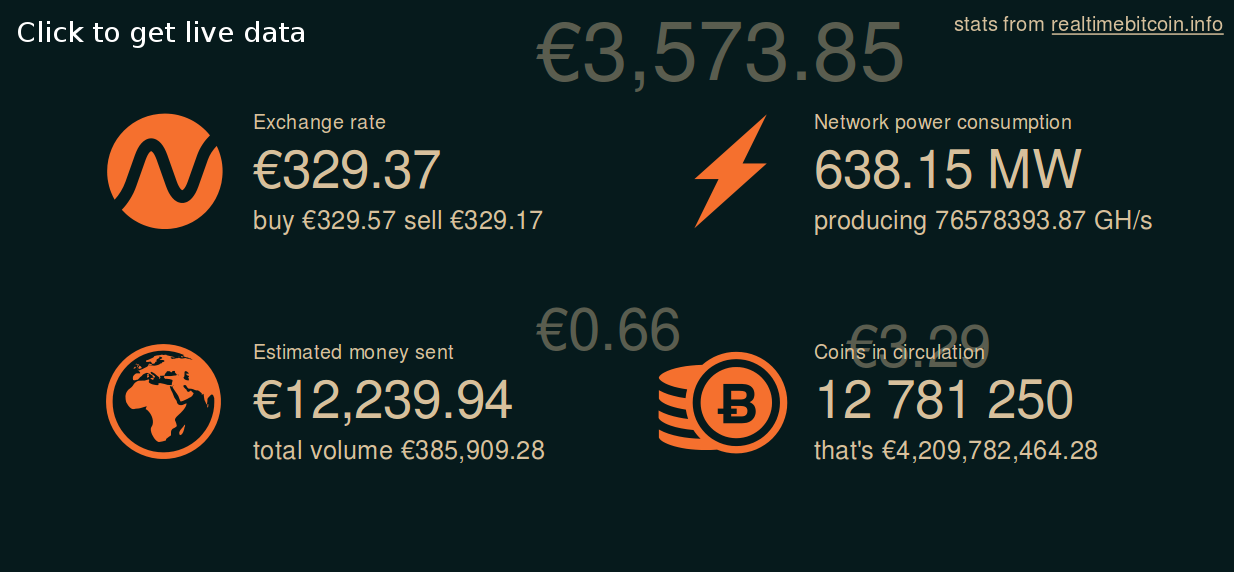 Click to get live data
€3,573.85
stats from realtimebitcoin.info
Exchange rate
€329.37
buy €329.57 sell €329.17
Network power consumption
638.15 MW
producing 76578393.87 GH/s
€0.66
€3.29
Estimated money sent
€12,239.94
total volume €385,909.28
Coins in circulation
12 781 250
that's €4,209,782,464.28